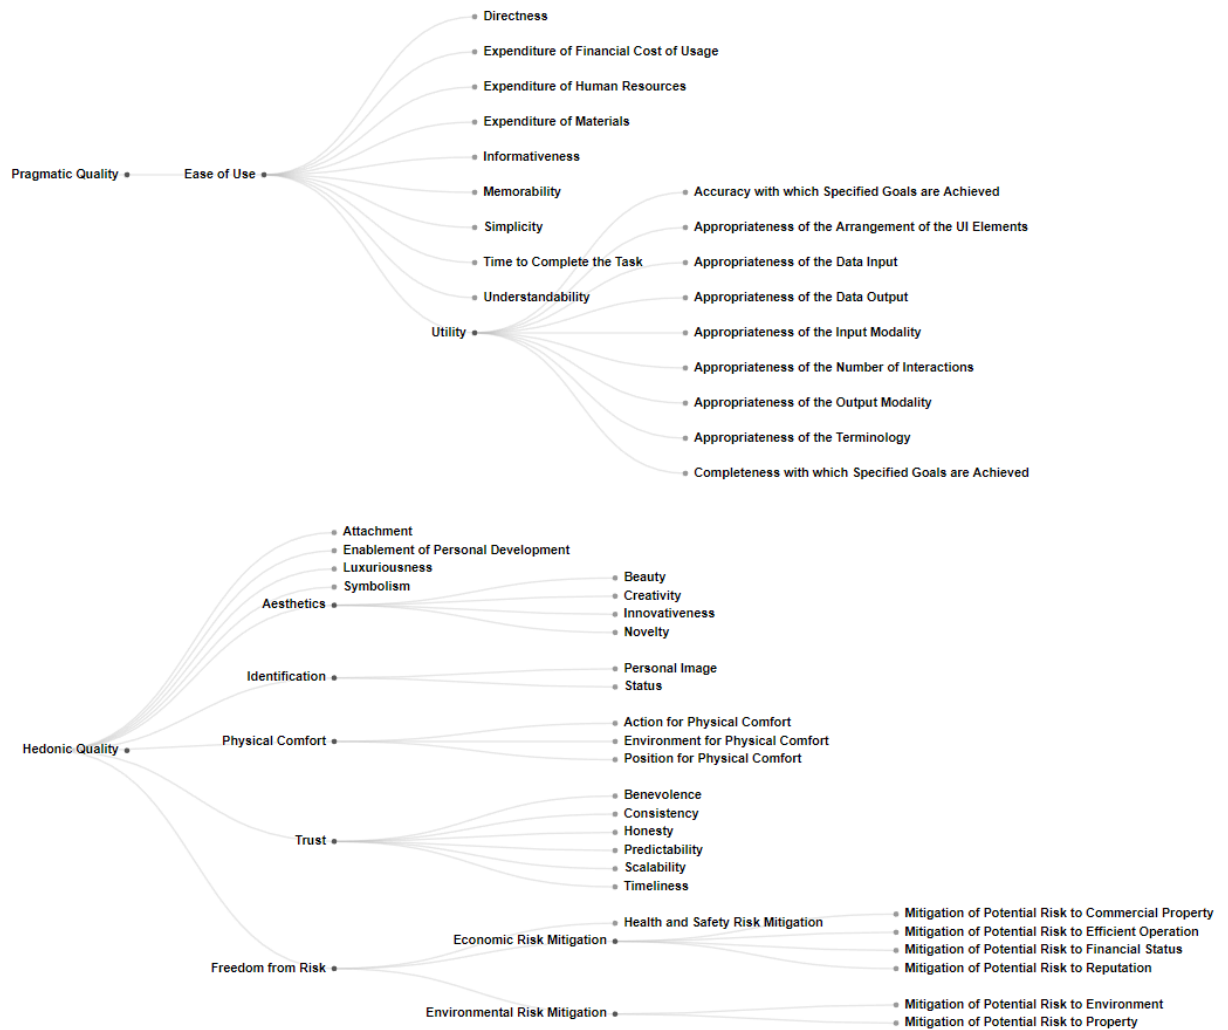 Directness
Expenditure of Financial Cost of Usage
Expenditure of Human Resources
Expenditure of Materials
Informativeness
Pragmatic Quality
Ease of Use
Memorability
Accuracy with which Specified Goals are Achieved
Simplicity
Appropriateness of the Arrangement of the UI Elements
Time to Complete the Task
Appropriateness of the Data Input
Understandability
Appropriateness of the Data Output
Utility
Appropriateness of the Input Modality
Appropriateness of the Number of Interactions
Appropriateness of the Output Modality
Appropriateness of the Terminology
Completeness with which Specified Goals are Achieved
Attachment
Enablement of Personal Development
Luxuriousness
Symbolism
Aesthetics
Beauty
Creativity
Innovativeness
Novelty
Identification
Personal Image
Status
Hedonic Quality
Physical Comfort
Action for Physical Comfort
Environment for Physical Comfort
Position for Physical Comfort
Trust
Benevolence
Consistency
Honesty
Predictability
Scalability
Timeliness
Freedom from Risk
Health and Safety Risk Mitigation
Economic Risk Mitigation
Mitigation of Potential Risk to Commercial Property
Mitigation of Potential Risk to Efficient Operation
Mitigation of Potential Risk to Financial Status
Mitigation of Potential Risk to Reputation
Environmental Risk Mitigation
Mitigation of Potential Risk to Environment
Mitigation of Potential Risk to Property